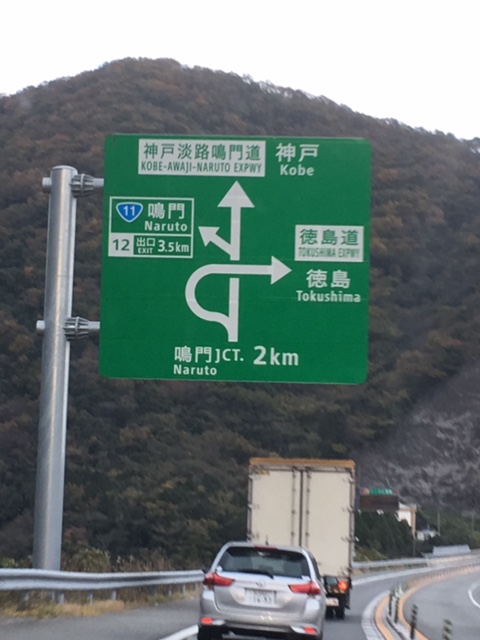 神戸淡路鳴門道
KOBE-AWAJI-NARUTO EXPWY
神戸
Kobe
11 鳴門
Naruto
12 出口 EXIT 3.5km
徳島道
TOKUSHIMA EXPWY
徳島
Tokushima
鳴門JCT. 2km
Naruto